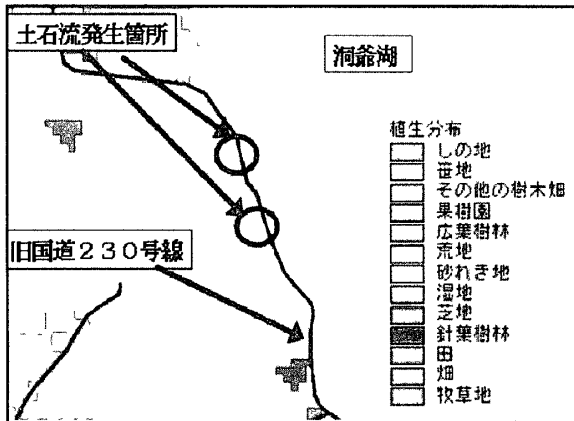 土石流発生箇所
洞爺湖
植生分布
しの地
笹地
その他の樹木畑
果樹園
広葉樹林
荒地
砂れき地
湿地
芝地
針葉樹林
田
畑
牧草地
旧国道230号線